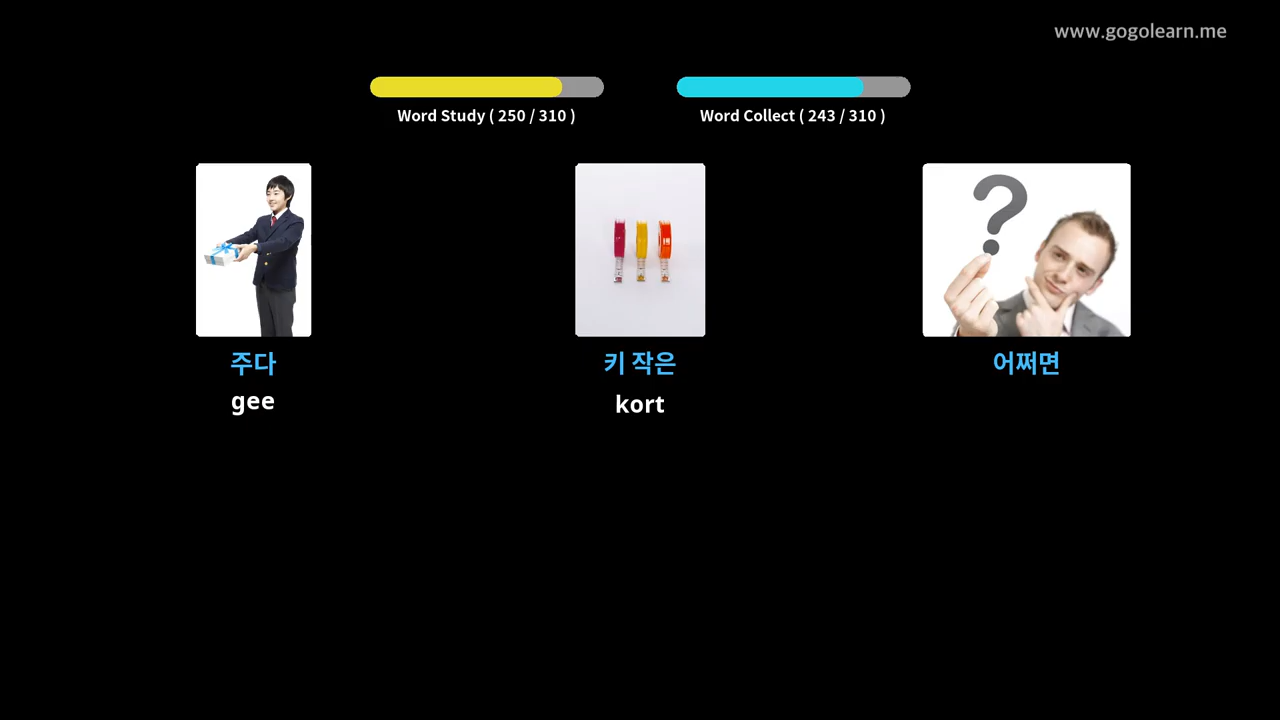 www.gogolearn.me
Word Study ( 250 / 310 )
Word Collect ( 243 / 310 )
주다
키 작은
어쩌면
gee
kort